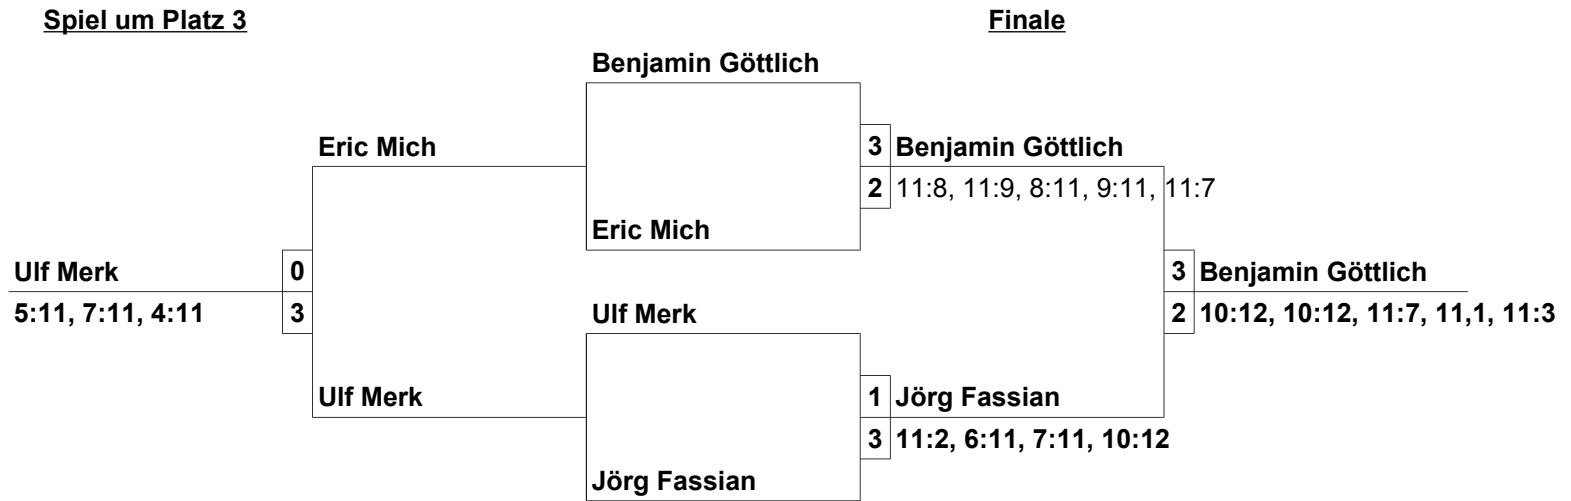 Spiel um Platz 3
Finale
Benjamin Göttlich
Eric Mich
3 Benjamin Göttlich
2 11:8, 11:9, 8:11, 9:11, 11:7
Eric Mich
Ulf Merk 0
3 Benjamin Göttlich
5:11, 7:11, 4:11 3
Ulf Merk
2 10:12, 10:12, 11:7, 11,1, 11:3
Ulf Merk
1 Jörg Fassian
3 11:2, 6:11, 7:11, 10:12
Jörg Fassian